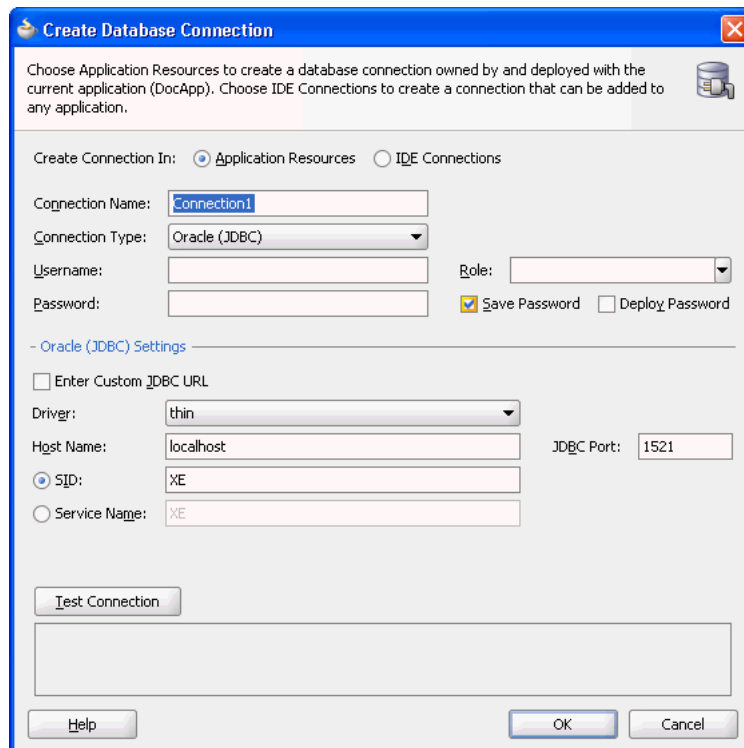 Create Database Connection
Choose Application Resources to create a database connection owned by and deployed with the
current application (DocApp). Choose IDE Connections to create a connection that can be added to
any application.
Create Connection In: Application Resources IDE Connections
Connection Name: Connection1
Connection Type: Oracle (JDBC)
Username: Role:
Password: Save Password Deploy Password
- Oracle (JDBC) Settings
Enter Custom JDBC URL
Driver: thin
Host Name: localhost JDBC Port: 1521
SID: XE
Service Name: XE
Test Connection
Help OK Cancel